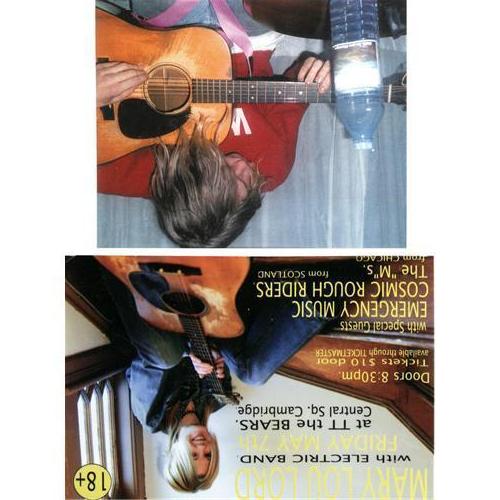 MARY LOU LORD
18+
with ELECTRIC BAND.
FRIDAY MAY 7th
at TT the BEARS.
Central Sq. Cambridge.
Doors 8:30pm.
Tickets $10 door
available through TICKETMASTER
with Special Guests
EMERGENCY MUSIC
COSMIC ROUGH RIDERS.
from SCOTLAND
The "M"s.
from CHICAGO